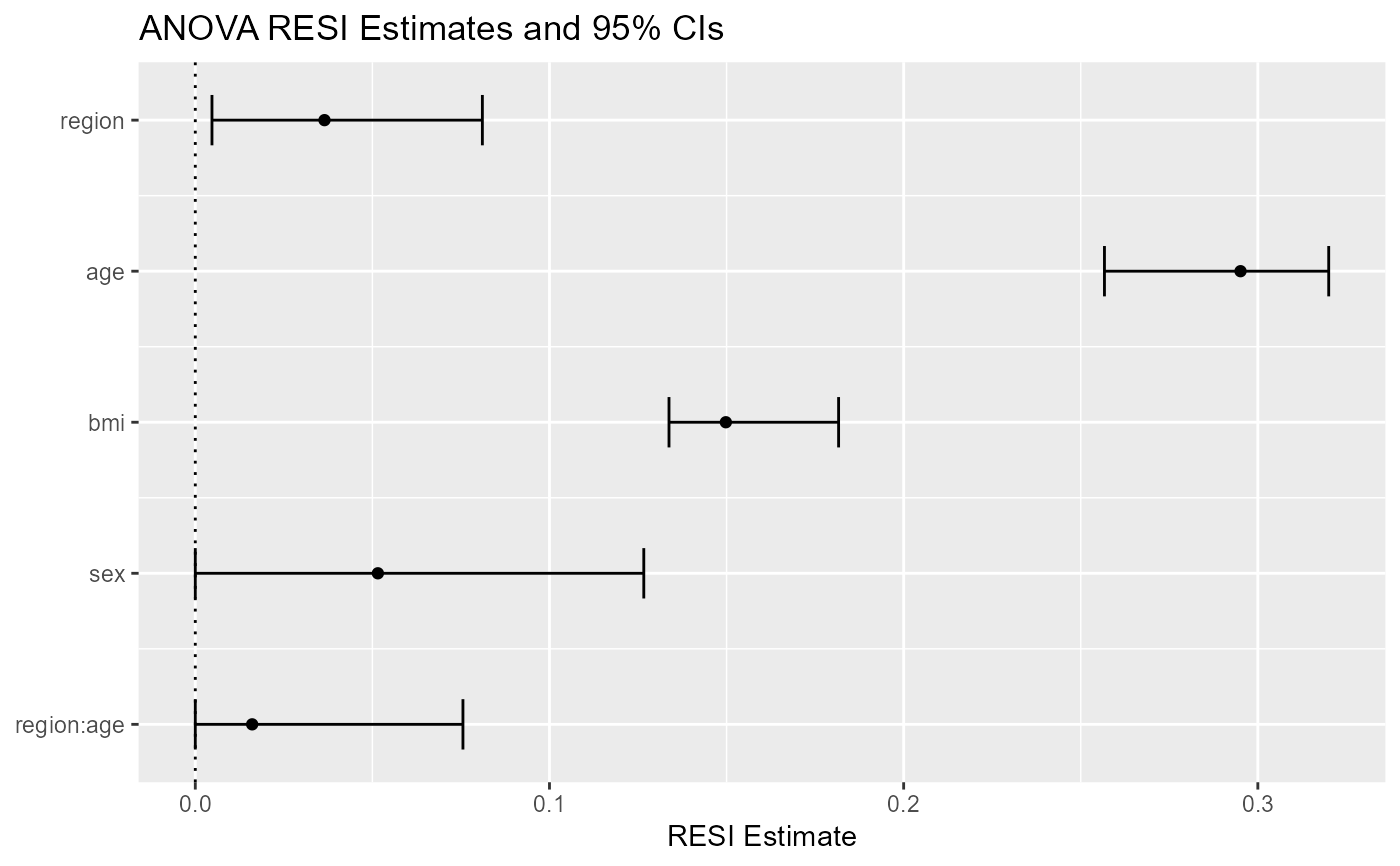 ANOVA RESI Estimates and 95% CIs
region
age
bmi
sex
region:age
0.0 0.1 0.2 0.3
RESI Estimate